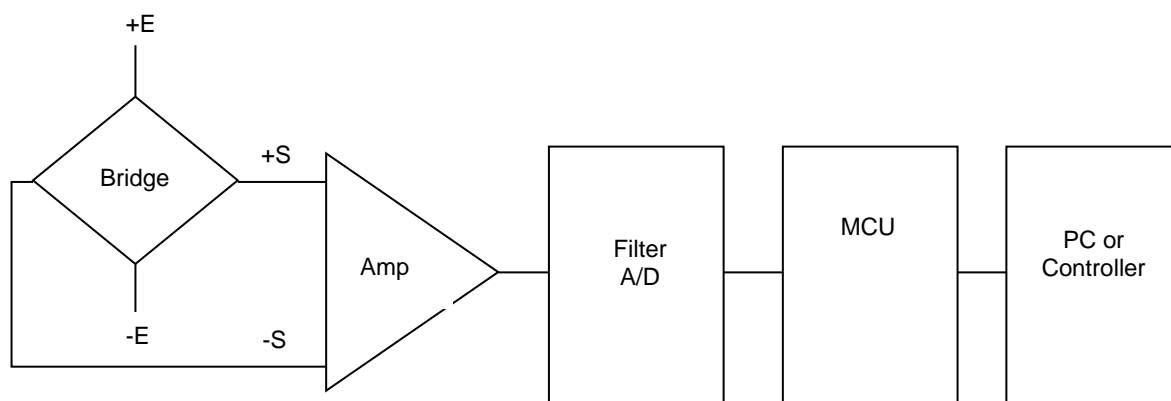 +E
Bridge
+S
-E
-S
Amp
Filter
A/D
MCU
PC or
Controller